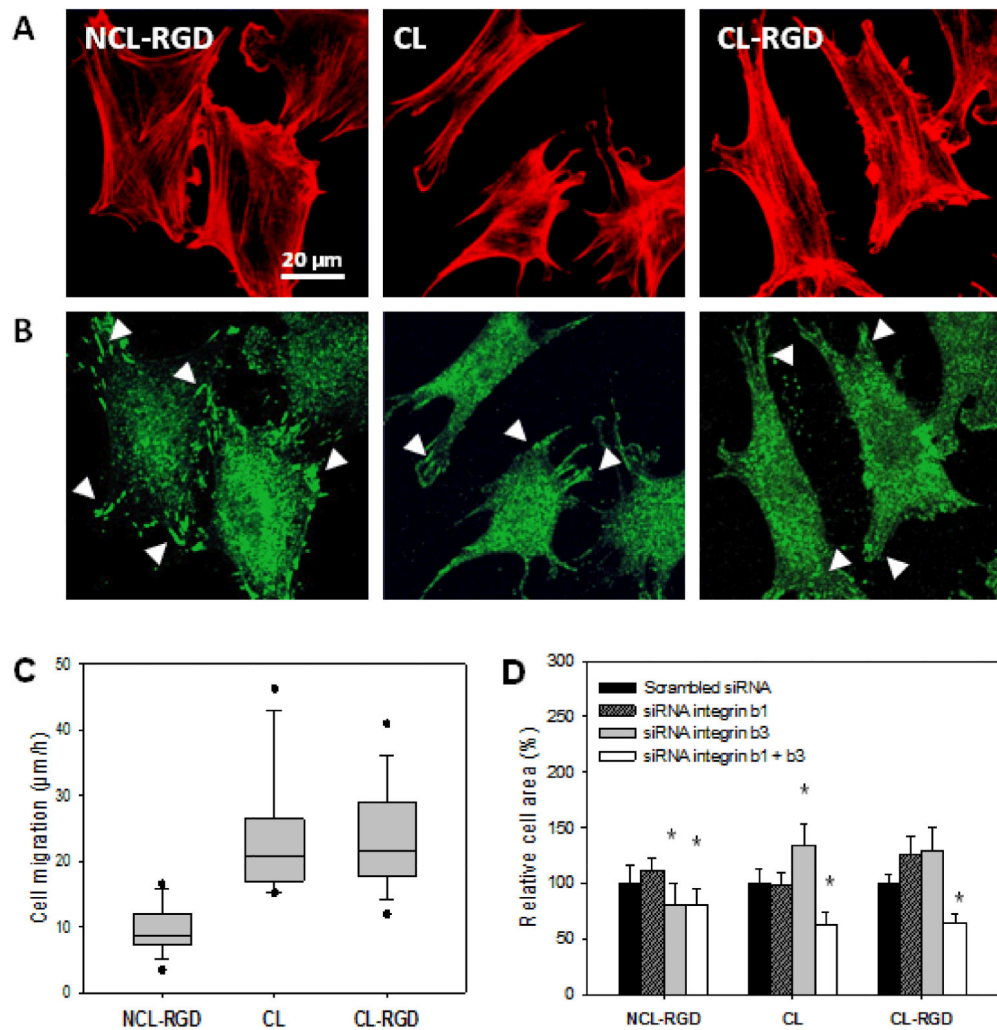 A
NCL-RGD
CL
CL-RGD
20 µm
B
C
50
40
30
20
10
0
Cell migration (µm/h)
NCL-RGD
CL
CL-RGD
D
300
250
200
150
100
50
0
R relative cell area (%)
Scrambled siRNA
siRNA integrin b1
siRNA integrin b3
siRNA integrin b1 + b3
*
*
*
*
*
NCL-RGD
CL
CL-RGD